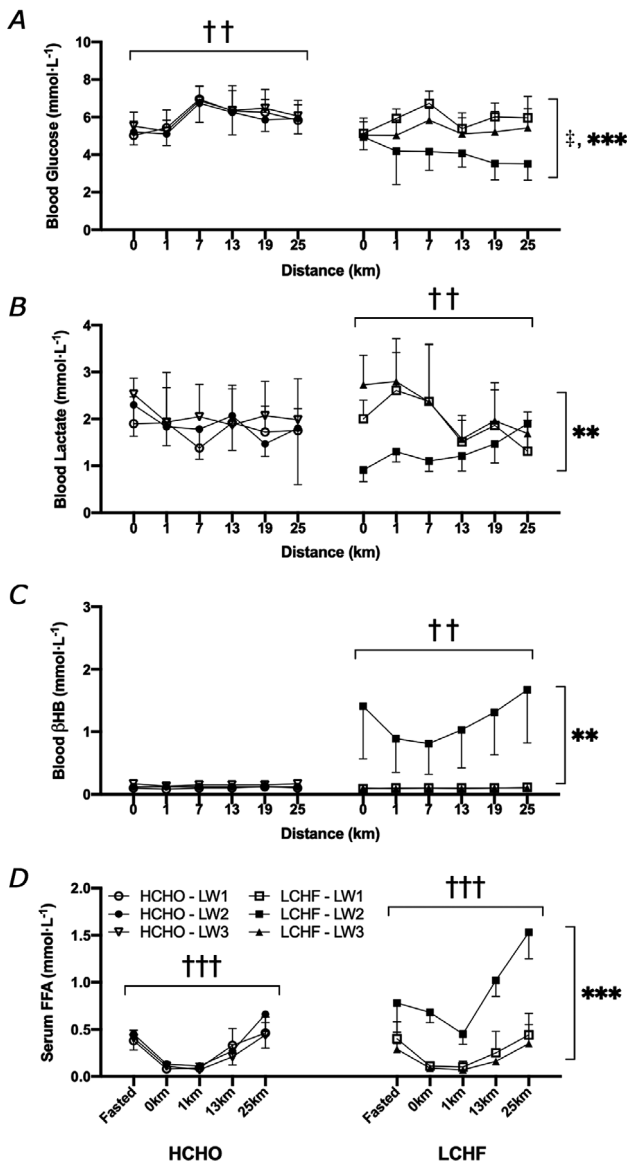 A
††
Blood Glucose (mmol·L-1)
10
8
6
4
2
0
‡, ***
0 1 7 13 19 25 0 1 7 13 19 25
Distance (km)
B
††
Blood Lactate (mmol·L-1)
4
3
2
1
0
**
0 1 7 13 19 25 0 1 7 13 19 25
Distance (km)
C
††
Blood βHB (mmol·L-1)
3
2
1
0
**
0 1 7 13 19 25 0 1 7 13 19 25
Distance (km)
D
Serum FFA (mmol·L-1)
2.0
1.5
1.0
0.5
0.0
HCHO - LW1 LCHF - LW1
HCHO - LW2 LCHF - LW2
HCHO - LW3 LCHF - LW3
†††
†††
***
Fasted 0km 1km 13km 25km Fasted 0km 1km 13km 25km
HCHO LCHF